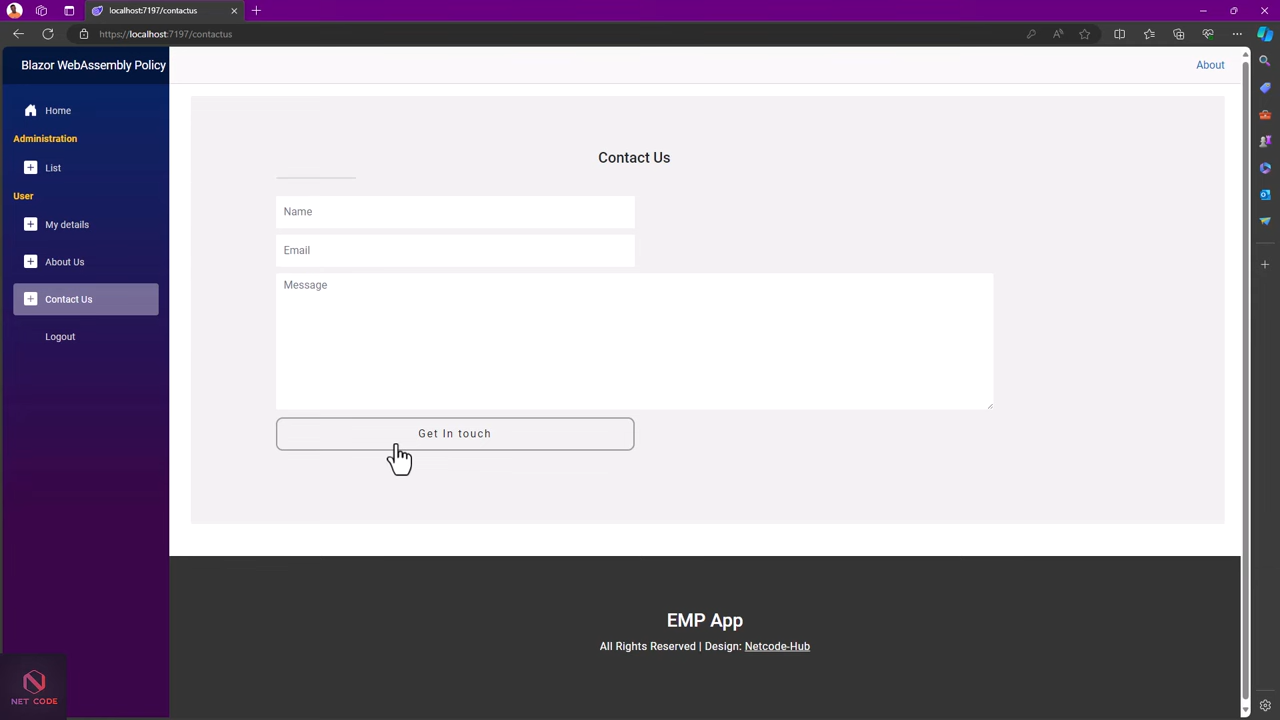 localhost:7197/contactus
https://localhost:7197/contactus
Blazor WebAssembly Policy
About
Home
Administration
List
User
My details
About Us
Contact Us
Logout
Contact Us
Name
Email
Message
Get In touch
EMP App
All Rights Reserved | Design: Netcode-Hub
NET CODE